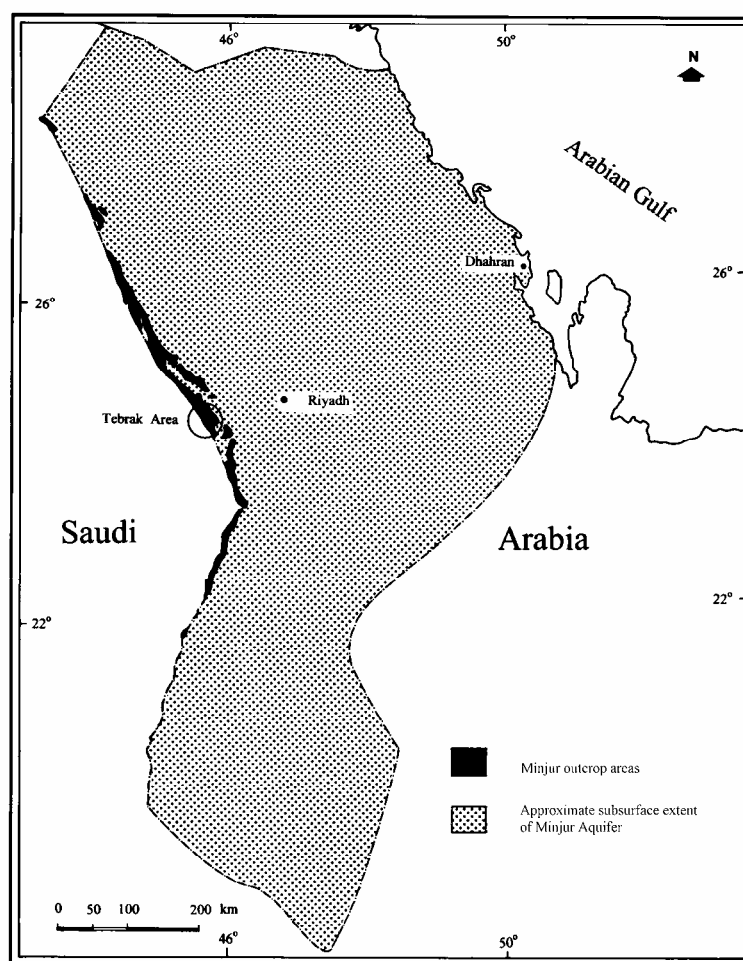 46°
50°
N
Arabian Gulf
Dhahran
26°
26°
Riyadh
Tebrak Area
Saudi
Arabia
22°
22°
Minjur outcrop areas
Approximate subsurface extent
of Minjur Aquifer
0 50 100 200 km
46°
50°